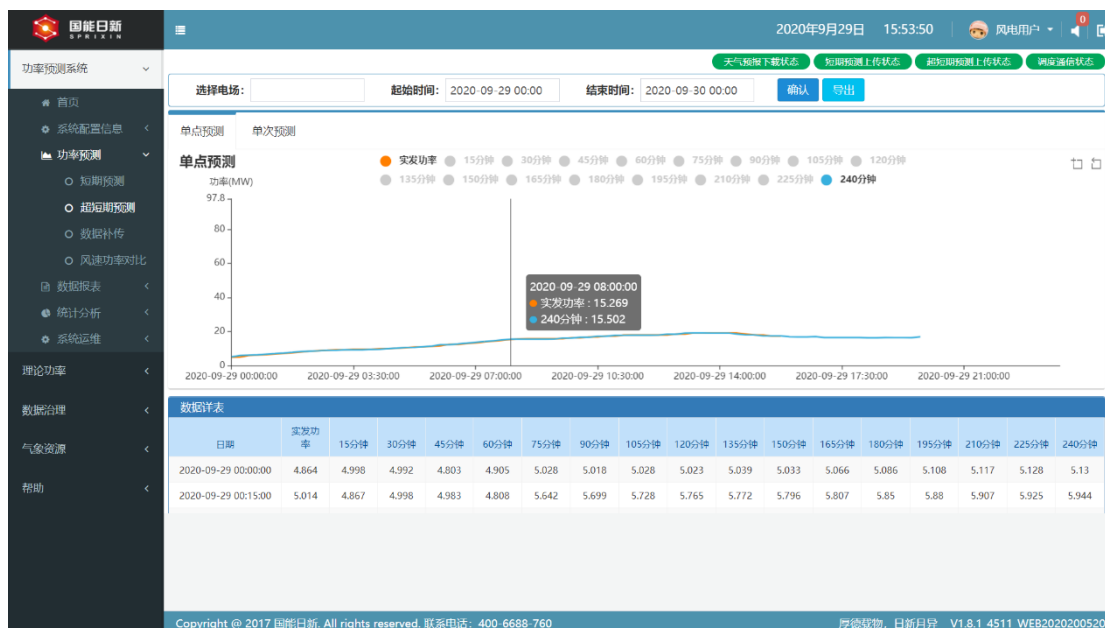 国能日新
SPRIXIN
2020年9月29日 15:53:50 风电用户 0
功率预测系统
天气预报下载状态 短期预测上传状态 超短期预测上传状态 调度通信状态
选择电场: 起始时间: 2020-09-29 00:00 结束时间: 2020-09-30 00:00 确认 导出
首页
系统配置信息
功率预测
短期预测
超短期预测
数据补传
风速功率对比
数据报表
统计分析
系统运维
理论功率
数据治理
气象资源
帮助
单点预测 单次预测
单点预测
实发功率 15分钟 30分钟 45分钟 60分钟 75分钟 90分钟 105分钟 120分钟
135分钟 150分钟 165分钟 180分钟 195分钟 210分钟 225分钟 240分钟
功率(MW)
97.8
80
60
40
20
0
2020-09-29 08:00:00
实发功率 : 15.269
240分钟 : 15.502
2020-09-29 00:00:00 2020-09-29 03:30:00 2020-09-29 07:00:00 2020-09-29 10:30:00 2020-09-29 14:00:00 2020-09-29 17:30:00 2020-09-29 21:00:00
数据详表
日期 实发功率 15分钟 30分钟 45分钟 60分钟 75分钟 90分钟 105分钟 120分钟 135分钟 150分钟 165分钟 180分钟 195分钟 210分钟 225分钟 240分钟
2020-09-29 00:00:00 4.864 4.998 4.992 4.803 4.905 5.028 5.018 5.028 5.023 5.039 5.033 5.066 5.086 5.108 5.117 5.128 5.13
2020-09-29 00:15:00 5.014 4.867 4.998 4.983 4.808 5.642 5.699 5.728 5.765 5.772 5.796 5.807 5.85 5.88 5.907 5.925 5.944
Copyright @ 2017 国能日新. All rights reserved. 联系电话：400-6688-760 厚德载物，日新月异 V1.8.1 4511 WEB2020200520